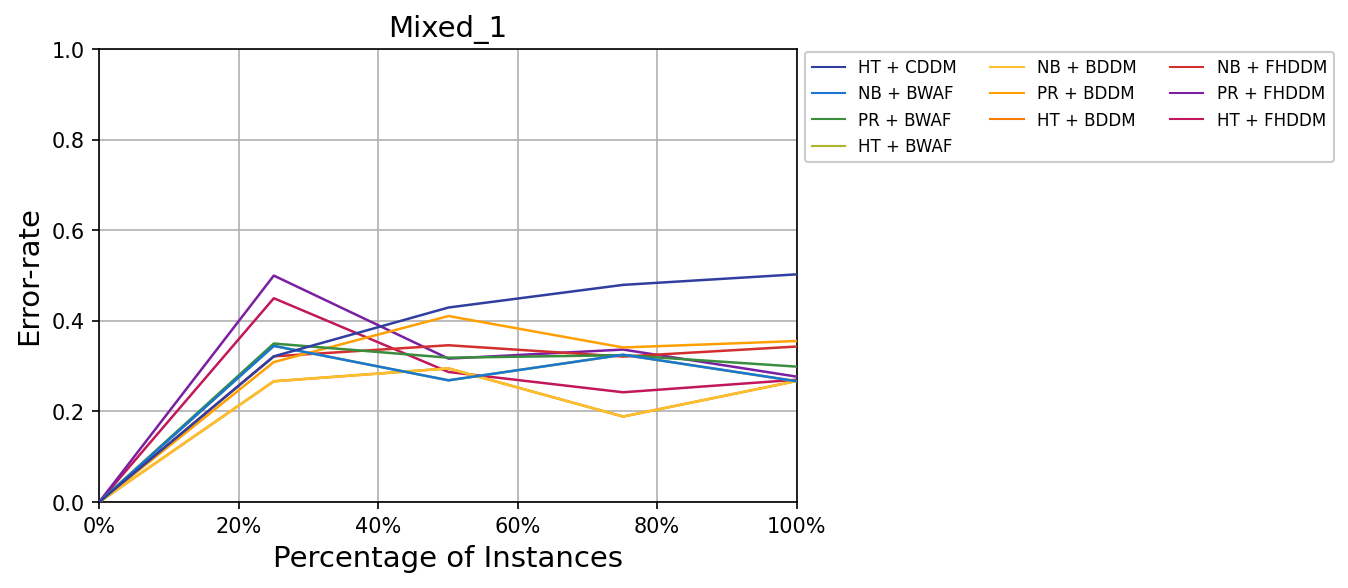 Mixed_1
1.0
0.8
0.6
0.4
0.2
0.0
Error-rate
0% 20% 40% 60% 80% 100%
Percentage of Instances
HT + CDDM
NB + BWAF
PR + BWAF
HT + BWAF
NB + BDDM
PR + BDDM
HT + BDDM
NB + FHDDM
PR + FHDDM
HT + FHDDM